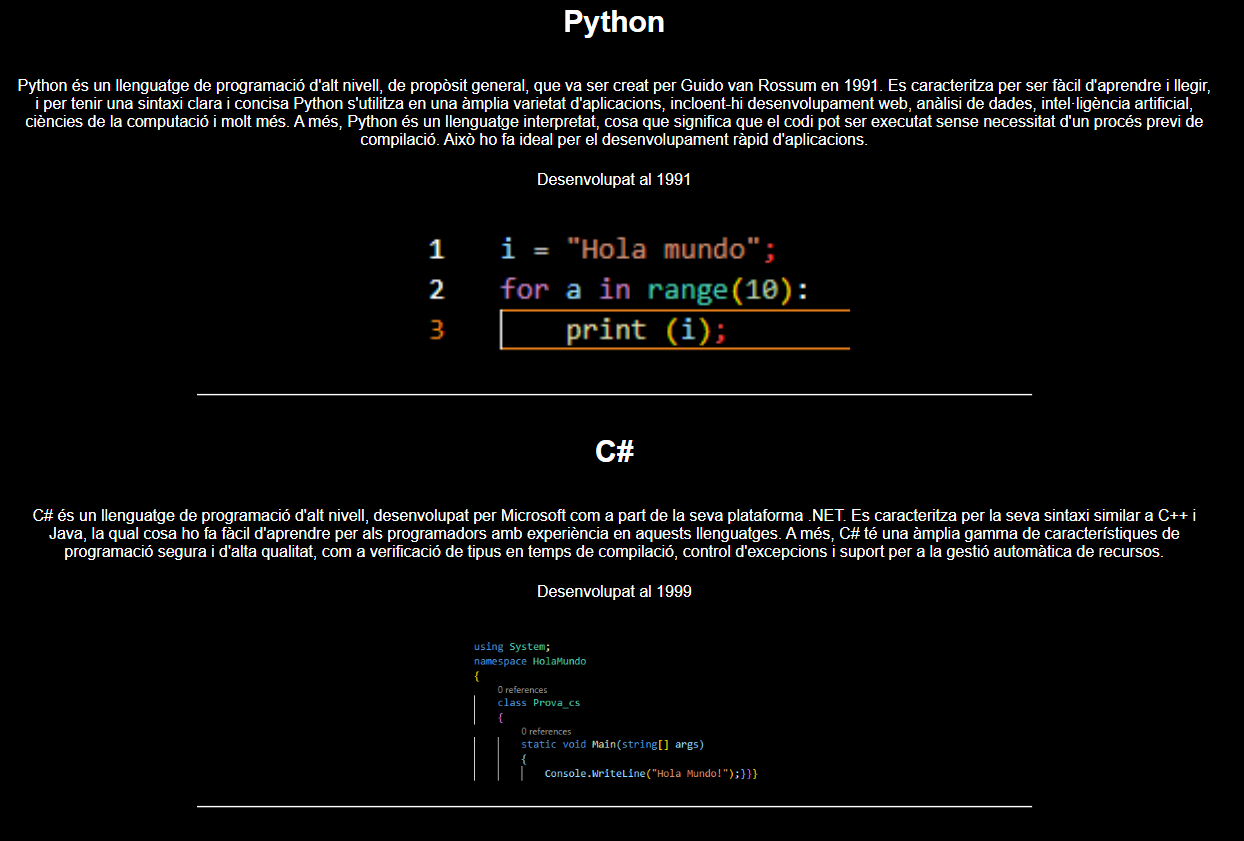 Python
Python és un llenguatge de programació d'alt nivell, de propòsit general, que va ser creat per Guido van Rossum en 1991. Es caracteritza per ser fàcil d'aprendre i llegir,
i per tenir una sintaxi clara i concisa Python s'utilitza en una àmplia varietat d'aplicacions, incloent-hi desenvolupament web, anàlisi de dades, intel·ligència artificial,
ciències de la computació i molt més. A més, Python és un llenguatge interpretat, cosa que significa que el codi pot ser executat sense necessitat d'un procés previ de
compilació. Això ho fa ideal per el desenvolupament ràpid d'aplicacions.
Desenvolupat al 1991
1 i = "Hola mundo";
2 for a in range(10):
3 print (i);
C#
C# és un llenguatge de programació d'alt nivell, desenvolupat per Microsoft com a part de la seva plataforma .NET. Es caracteritza per la seva sintaxi similar a C++ i
Java, la qual cosa ho fa fàcil d'aprendre per als programadors amb experiència en aquests llenguatges. A més, C# té una àmplia gamma de característiques de
programació segura i d'alta qualitat, com a verificació de tipus en temps de compilació, control d'excepcions i suport per a la gestió automàtica de recursos.
Desenvolupat al 1999
using System;
namespace HolaMundo
{
0 references
class Prova_cs
{
0 references
static void Main(string[] args)
{
Console.WriteLine("Hola Mundo!");}}}